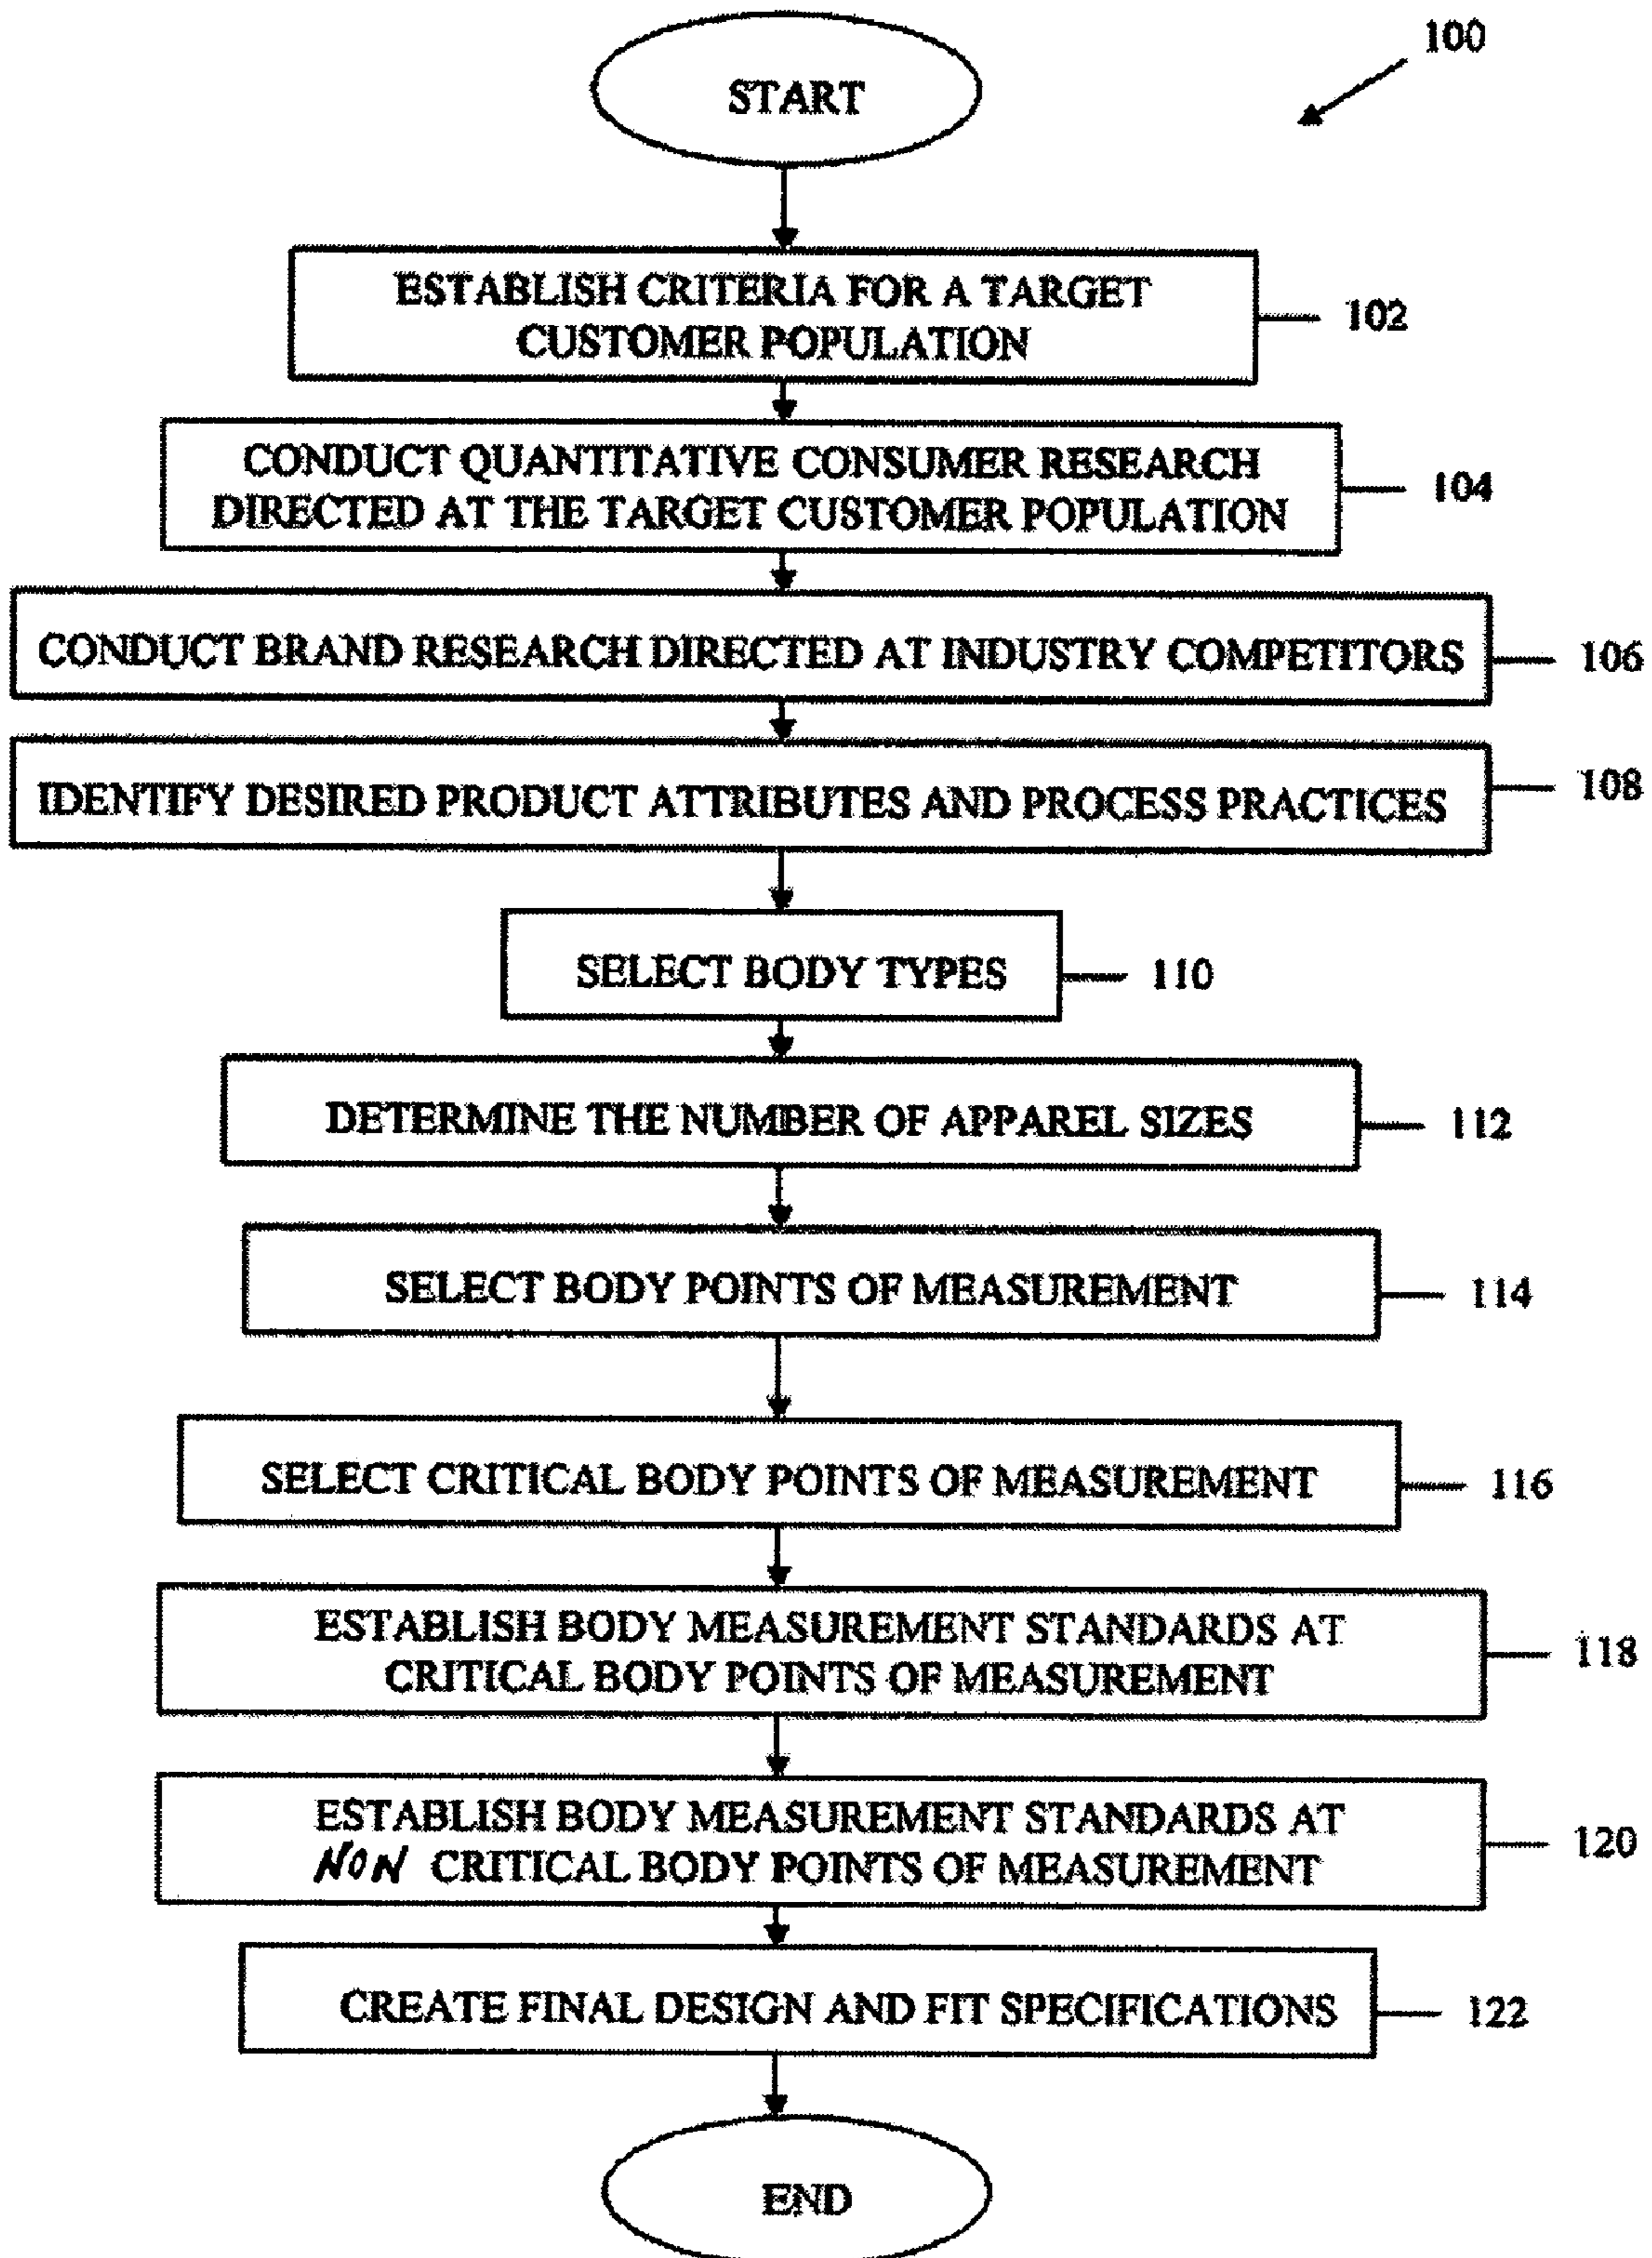 100
START
ESTABLISH CRITERIA FOR A TARGET
CUSTOMER POPULATION
102
CONDUCT QUANTITATIVE CONSUMER RESEARCH
DIRECTED AT THE TARGET CUSTOMER POPULATION
104
CONDUCT BRAND RESEARCH DIRECTED AT INDUSTRY COMPETITORS
106
IDENTIFY DESIRED PRODUCT ATTRIBUTES AND PROCESS PRACTICES
108
SELECT BODY TYPES
110
DETERMINE THE NUMBER OF APPAREL SIZES
112
SELECT BODY POINTS OF MEASUREMENT
114
SELECT CRITICAL BODY POINTS OF MEASUREMENT
116
ESTABLISH BODY MEASUREMENT STANDARDS AT
CRITICAL BODY POINTS OF MEASUREMENT
118
ESTABLISH BODY MEASUREMENT STANDARDS AT
NON CRITICAL BODY POINTS OF MEASUREMENT
120
CREATE FINAL DESIGN AND FIT SPECIFICATIONS
122
END